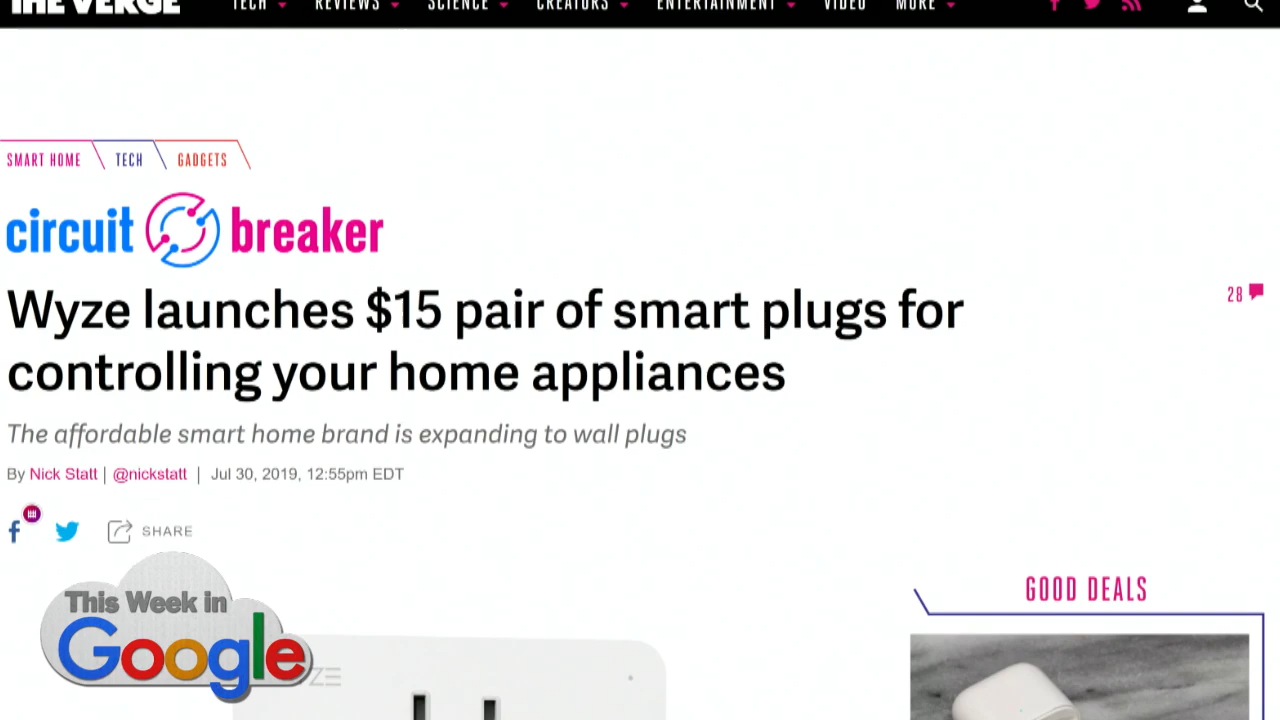 THE VERGE TECH REVIEWS SCIENCE CREATORS ENTERTAINMENT VIDEO MORE
SMART HOME TECH GADGETS
circuit breaker
Wyze launches $15 pair of smart plugs for
controlling your home appliances
28
The affordable smart home brand is expanding to wall plugs
By Nick Statt | @nickstatt | Jul 30, 2019, 12:55pm EDT
SHARE
GOOD DEALS
This Week in
Google